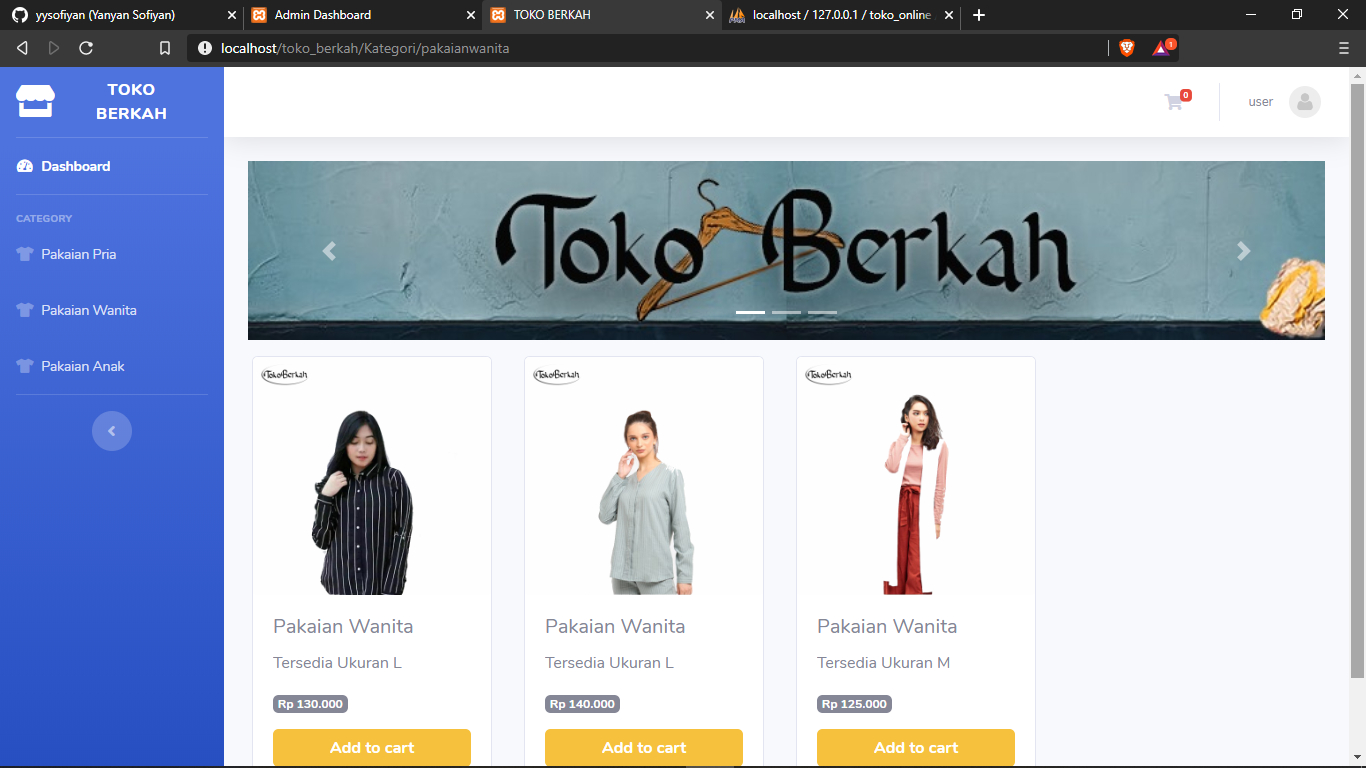 yysofiyan (Yanyan Sofiyan)
Admin Dashboard
TOKO BERKAH
localhost / 127.0.0.1 / toko_online
localhost/toko_berkah/Kategori/pakaianwanita
1
TOKO
BERKAH
0
user
Dashboard
CATEGORY
Pakaian Pria
Pakaian Wanita
Pakaian Anak
Toko Berkah
TokoBerkah
TokoBerkah
TokoBerkah
Pakaian Wanita
Tersedia Ukuran L
Rp 130.000
Add to cart
Pakaian Wanita
Tersedia Ukuran L
Rp 140.000
Add to cart
Pakaian Wanita
Tersedia Ukuran M
Rp 125.000
Add to cart